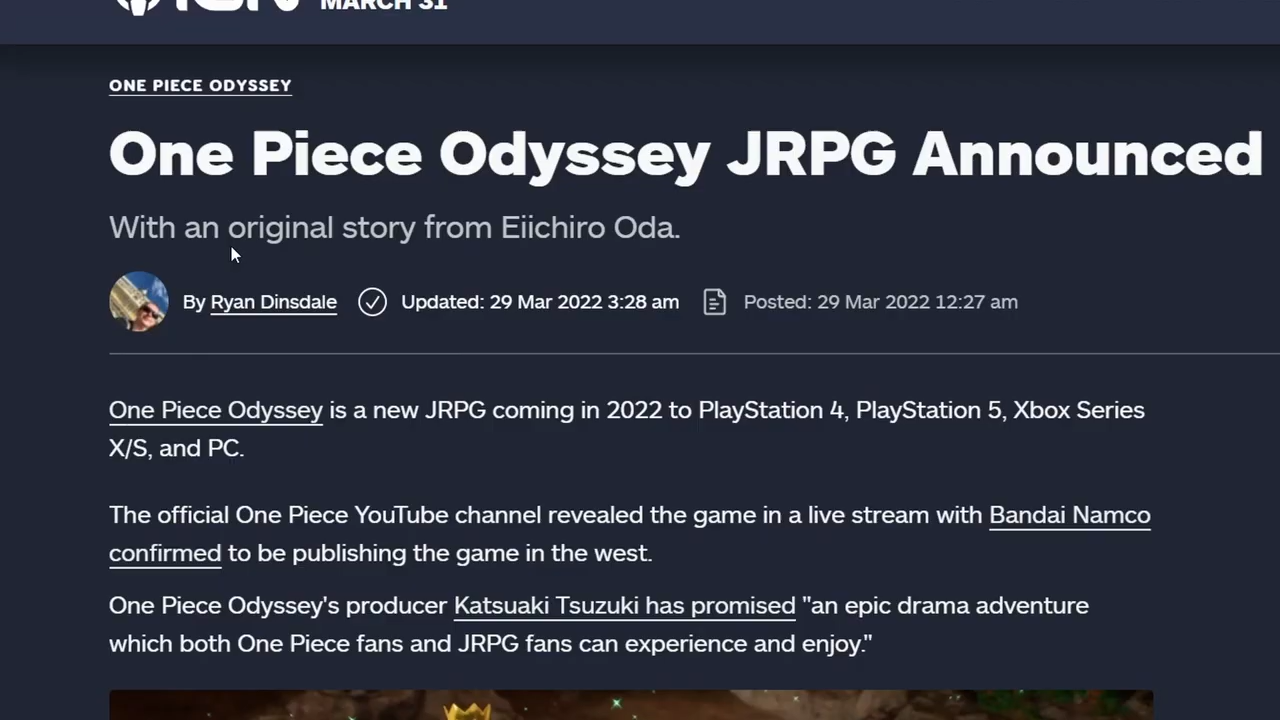 IGN MARCH 31
ONE PIECE ODYSSEY
One Piece Odyssey JRPG Announced
With an original story from Eiichiro Oda.
By Ryan Dinsdale Updated: 29 Mar 2022 3:28 am Posted: 29 Mar 2022 12:27 am
One Piece Odyssey is a new JRPG coming in 2022 to PlayStation 4, PlayStation 5, Xbox Series
X/S, and PC.
The official One Piece YouTube channel revealed the game in a live stream with Bandai Namco
confirmed to be publishing the game in the west.
One Piece Odyssey's producer Katsuaki Tsuzuki has promised "an epic drama adventure
which both One Piece fans and JRPG fans can experience and enjoy."